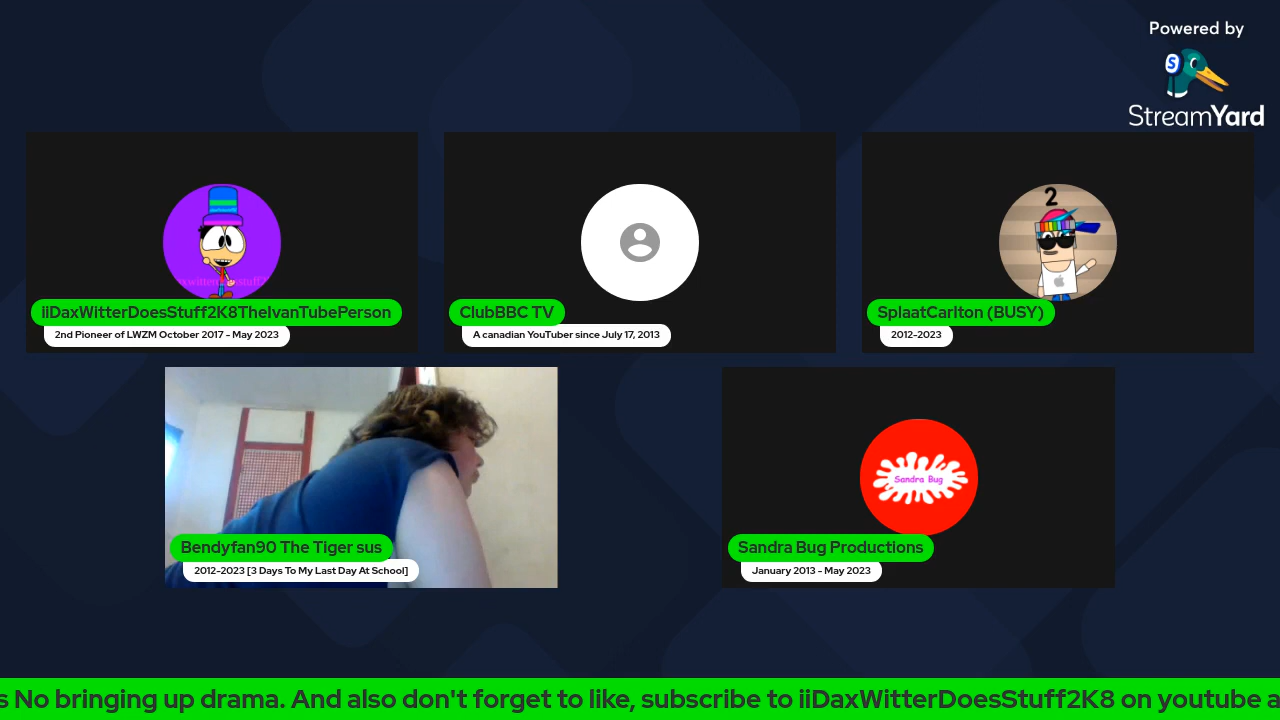 Powered by
S
StreamYard
2
iiDaxWitterDoesStuff2K8TheIvanTubePerson
2nd Pioneer of LWZM October 2017 - May 2023
ClubBBC TV
A canadian YouTuber since July 17, 2013
SplaatCarlton (BUSY)
2012-2023
Bendyfan90 The Tiger sus
2012-2023 [3 Days To My Last Day At School]
Sandra Bug
Sandra Bug Productions
January 2013 - May 2023
s No bringing up drama. And also don't forget to like, subscribe to iiDaxWitterDoesStuff2K8 on youtube a